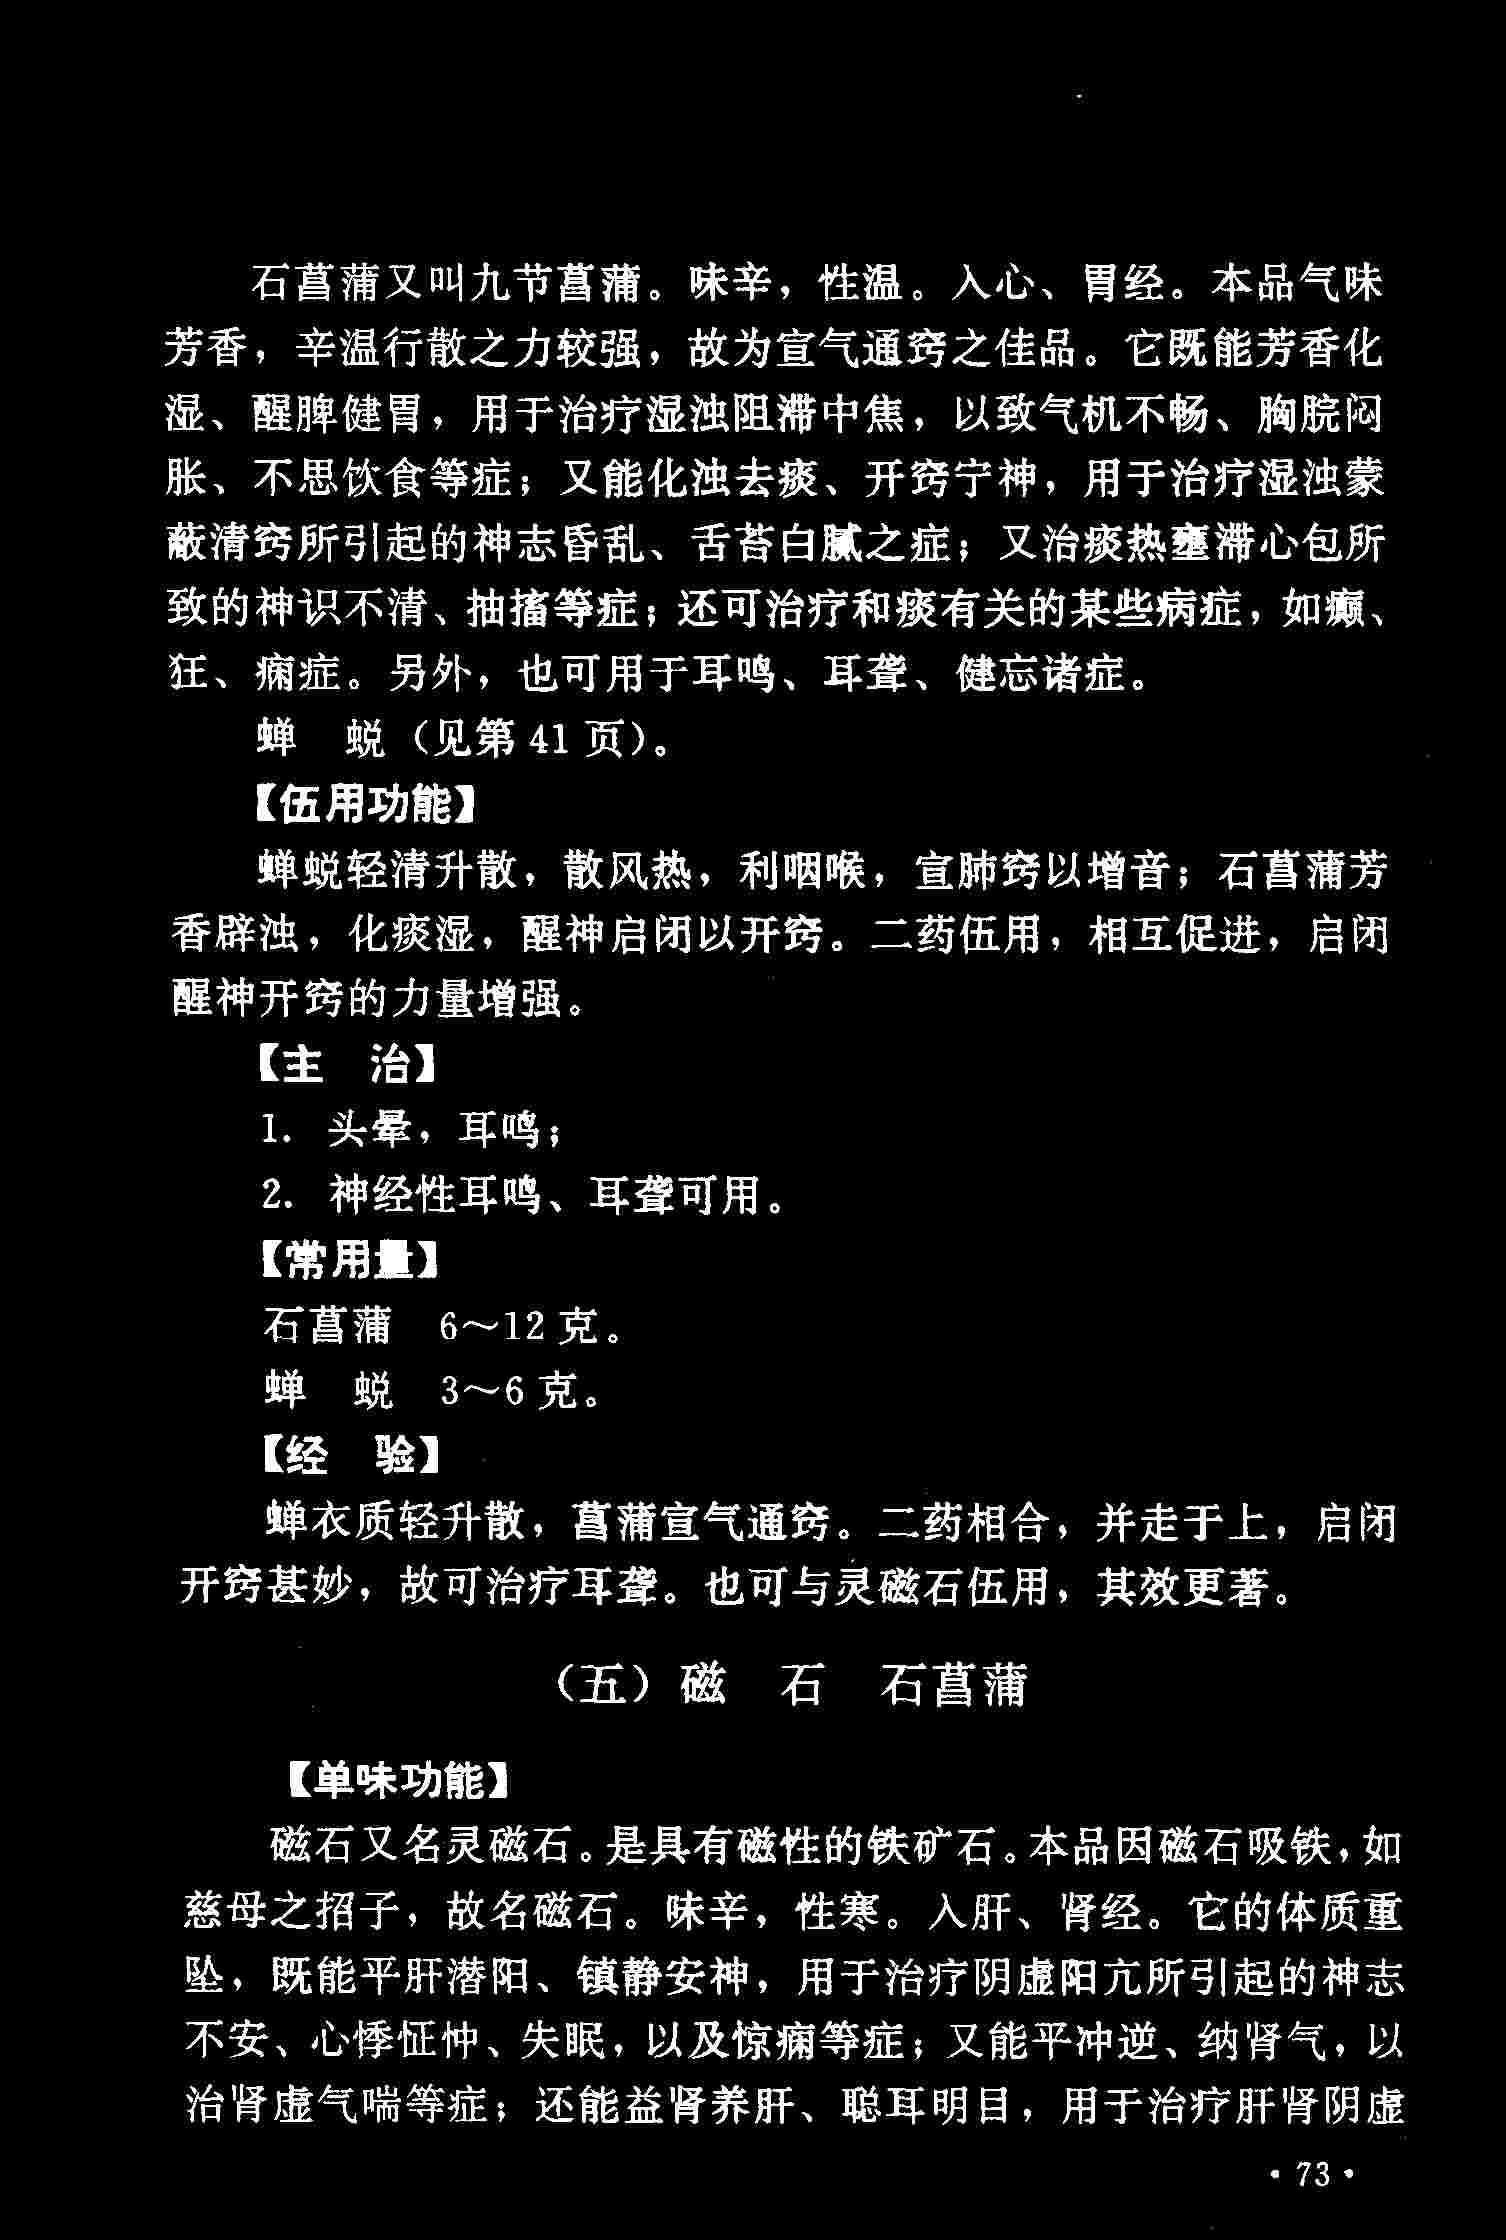 石菖蒲又叫九节菖蒲。味辛，性温。入心、胃经。本品气味
芳香，辛温行散之力较强，故为宣气通窍之佳品。它既能芳香化
湿、醒脾健胃，用于治疗湿浊阻滞中焦，以致气机不畅、胸脘闷
胀、不思饮食等症；又能化浊去痰、开窍宁神，用于治疗湿浊蒙
蔽清窍所引起的神志昏乱、舌苔白腻之症；又治痰热壅滞心包所
致的神识不清、抽搐等症；还可治疗和痰有关的某些病症，如癫、
狂、痫症。另外，也可用于耳鸣、耳聋、健忘诸症。
蝉　蜕（见第 41 页）。
【伍用功能】
蝉蜕轻清升散，散风热，利咽喉，宣肺窍以增音；石菖蒲芳
香辟浊，化痰湿，醒神启闭以开窍。二药伍用，相互促进，启闭
醒神开窍的力量增强。
【主　治】
1. 头晕，耳鸣；
2. 神经性耳鸣、耳聋可用。
【常用量】
石菖蒲　6～12 克。
蝉　蜕　3～6 克。
【经　验】
蝉衣质轻升散，菖蒲宣气通窍。二药相合，并走于上，启闭
开窍甚妙，故可治疗耳聋。也可与灵磁石伍用，其效更著。
（五）磁　石　石菖蒲
【单味功能】
磁石又名灵磁石。是具有磁性的铁矿石。本品因磁石吸铁，如
慈母之招子，故名磁石。味辛，性寒。入肝、肾经。它的体质重
坠，既能平肝潜阳、镇静安神，用于治疗阴虚阳亢所引起的神志
不安、心悸怔忡、失眠，以及惊痫等症；又能平冲逆、纳肾气，以
治肾虚气喘等症；还能益肾养肝、聪耳明目，用于治疗肝肾阴虚
·73·